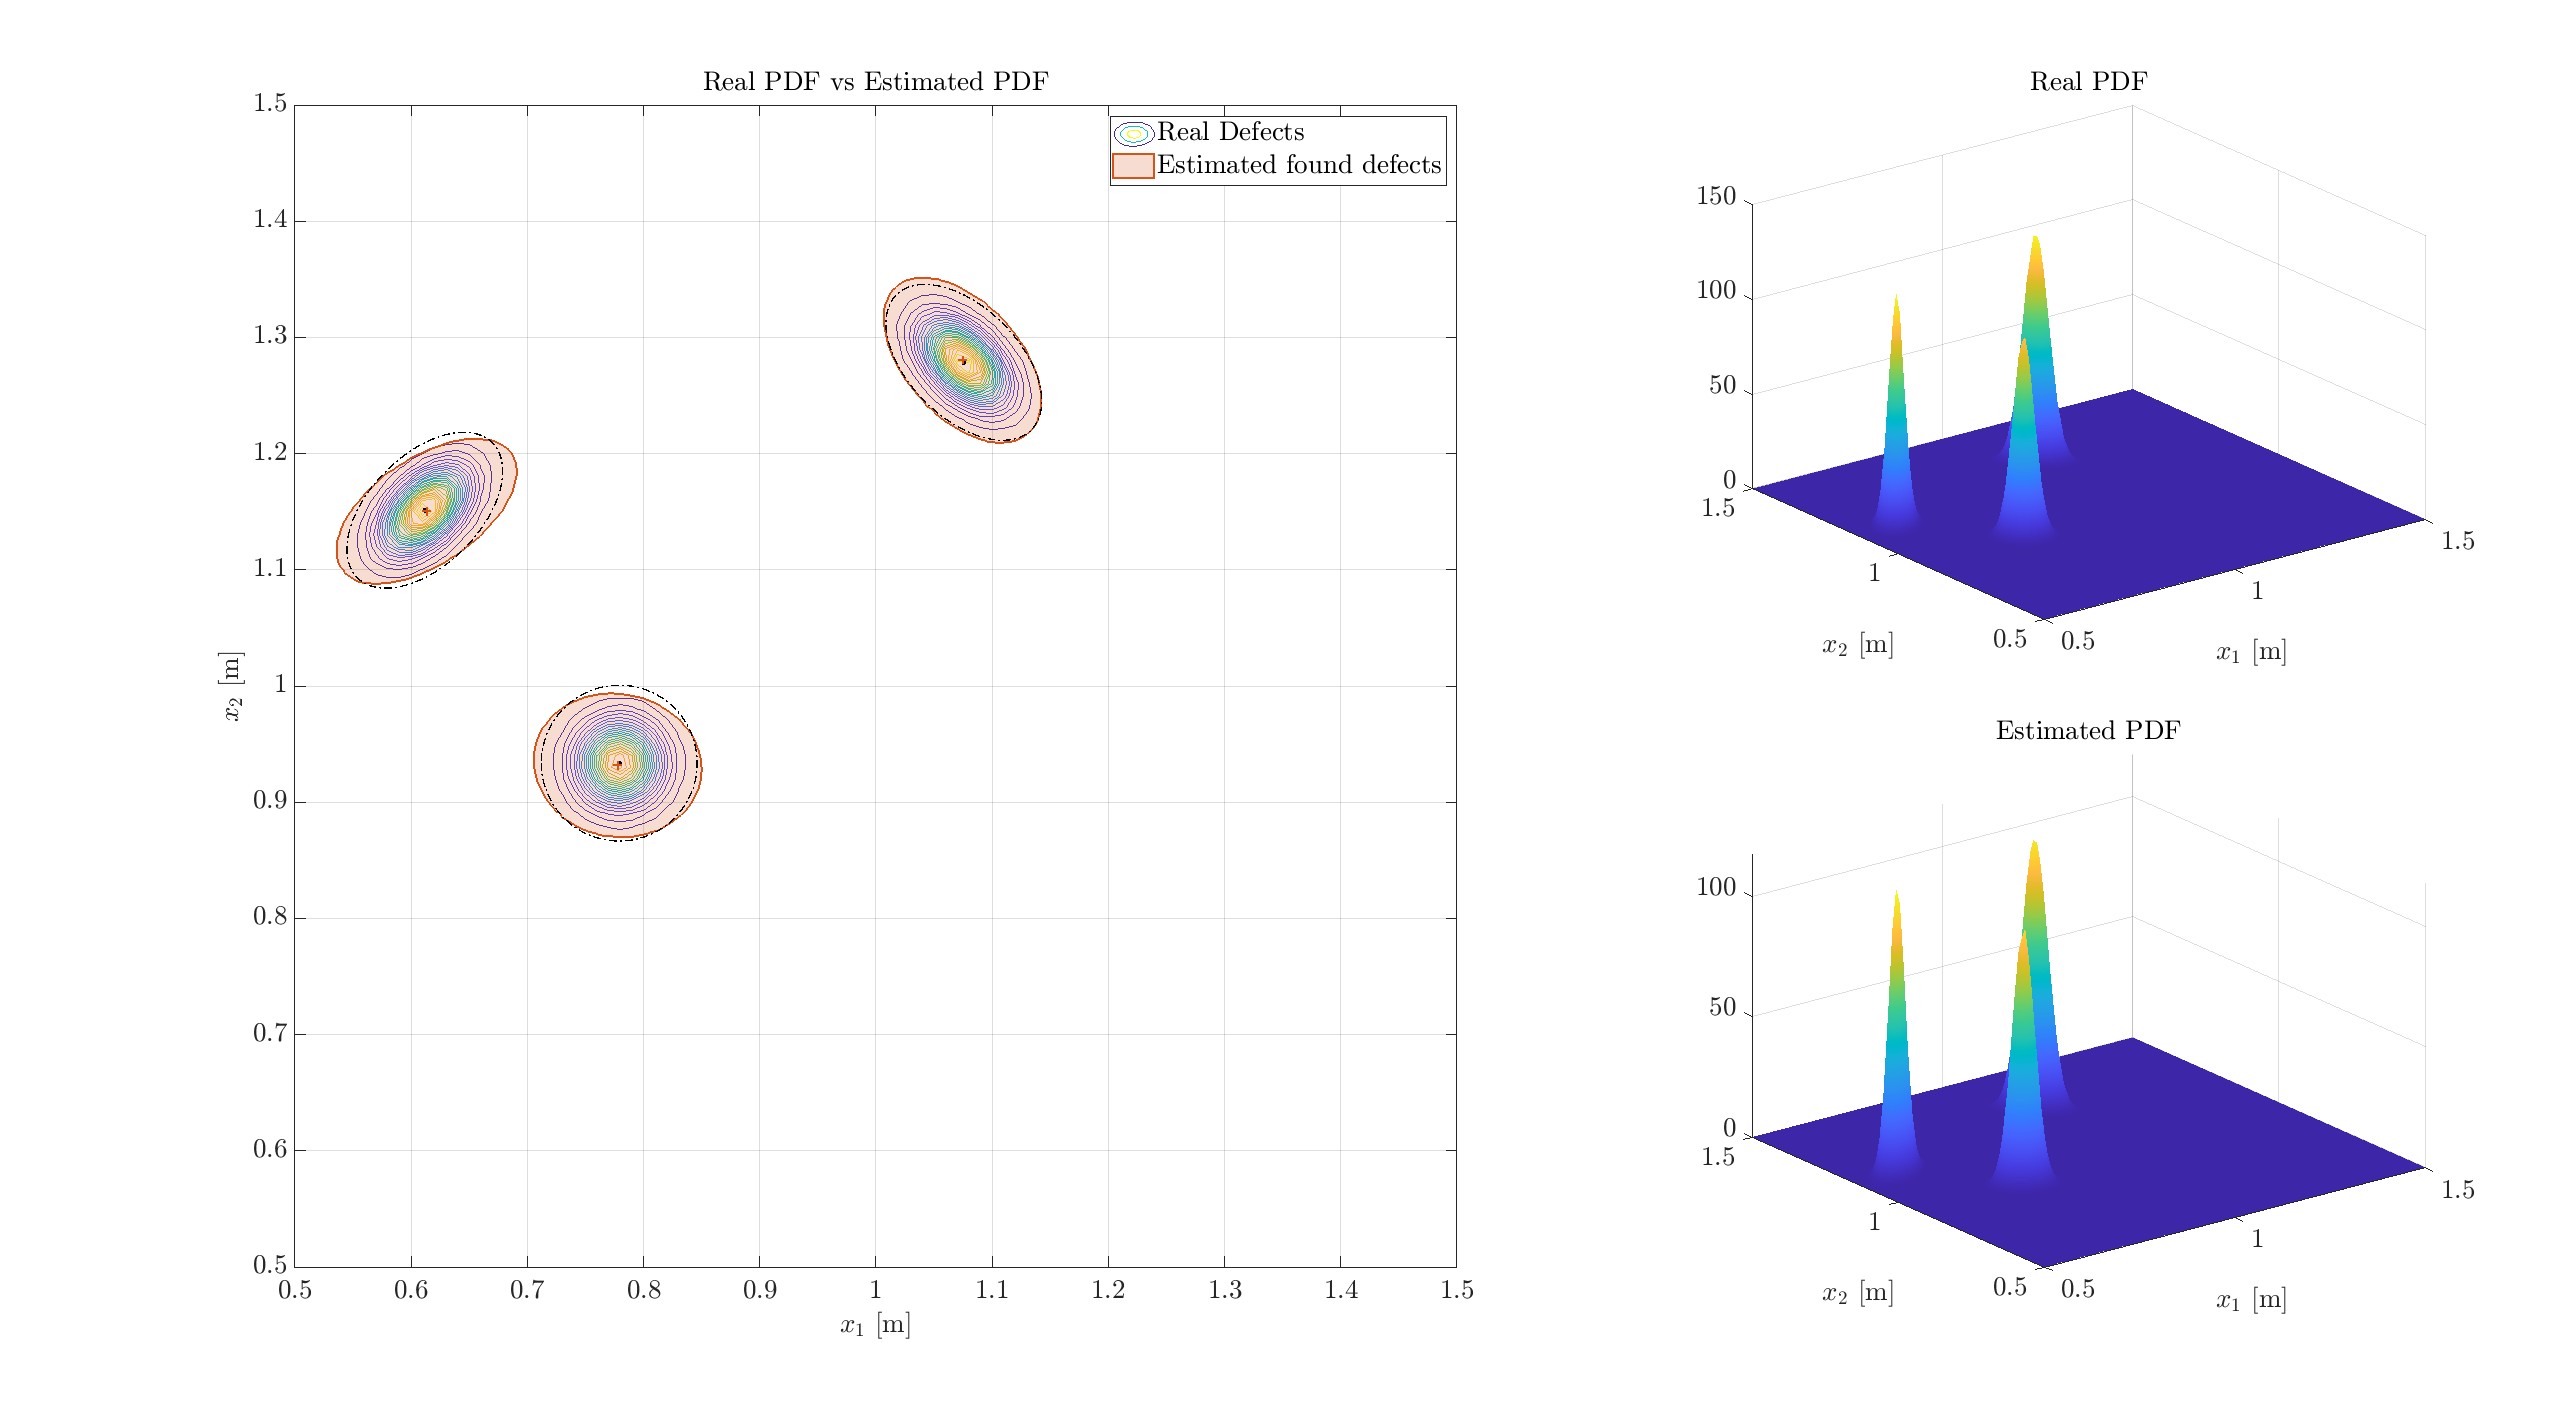 Real PDF vs Estimated PDF
1.5
1.4
1.3
1.2
1.1
1
0.9
0.8
0.7
0.6
0.5
x₂ [m]
0.5 0.6 0.7 0.8 0.9 1 1.1 1.2 1.3 1.4 1.5
x₁ [m]
Real Defects
Estimated found defects
Real PDF
150
100
50
0
1.5
1
0.5
x₂ [m]
0.5
1
1.5
x₁ [m]
Estimated PDF
100
50
0
1.5
1
0.5
x₂ [m]
0.5
1
1.5
x₁ [m]